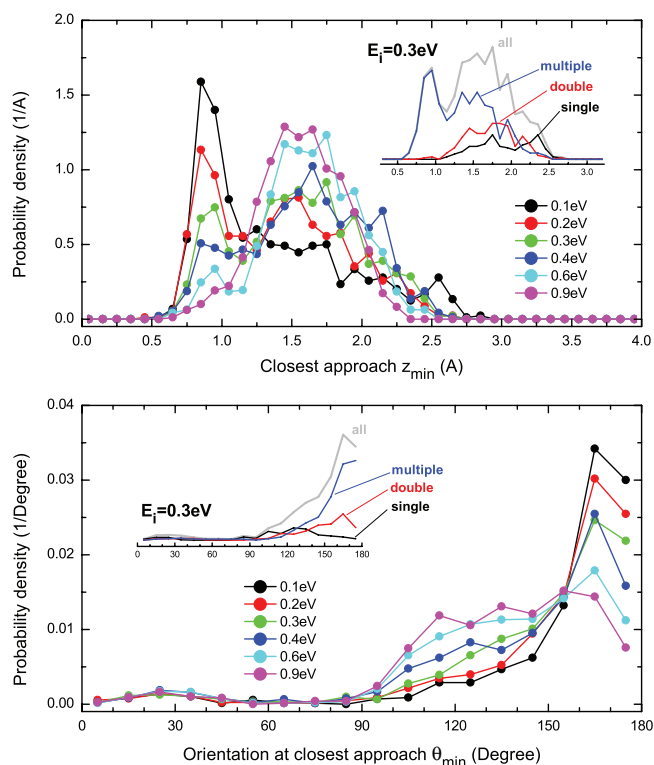 2.0
1.5
1.0
0.5
0.0
Probability density (1/A)
Ei=0.3eV
all
multiple
double
single
0.5 1.0 1.5 2.0 2.5 3.0
0.1eV
0.2eV
0.3eV
0.4eV
0.6eV
0.9eV
0.0 0.5 1.0 1.5 2.0 2.5 3.0 3.5 4.0
Closest approach zmin (A)
0.04
0.03
0.02
0.01
0.00
Probability density (1/Degree)
all
Ei=0.3eV
multiple
double
single
0 30 60 90 120 150 180
0.1eV
0.2eV
0.3eV
0.4eV
0.6eV
0.9eV
0 30 60 90 120 150 180
Orientation at closest approach θmin (Degree)